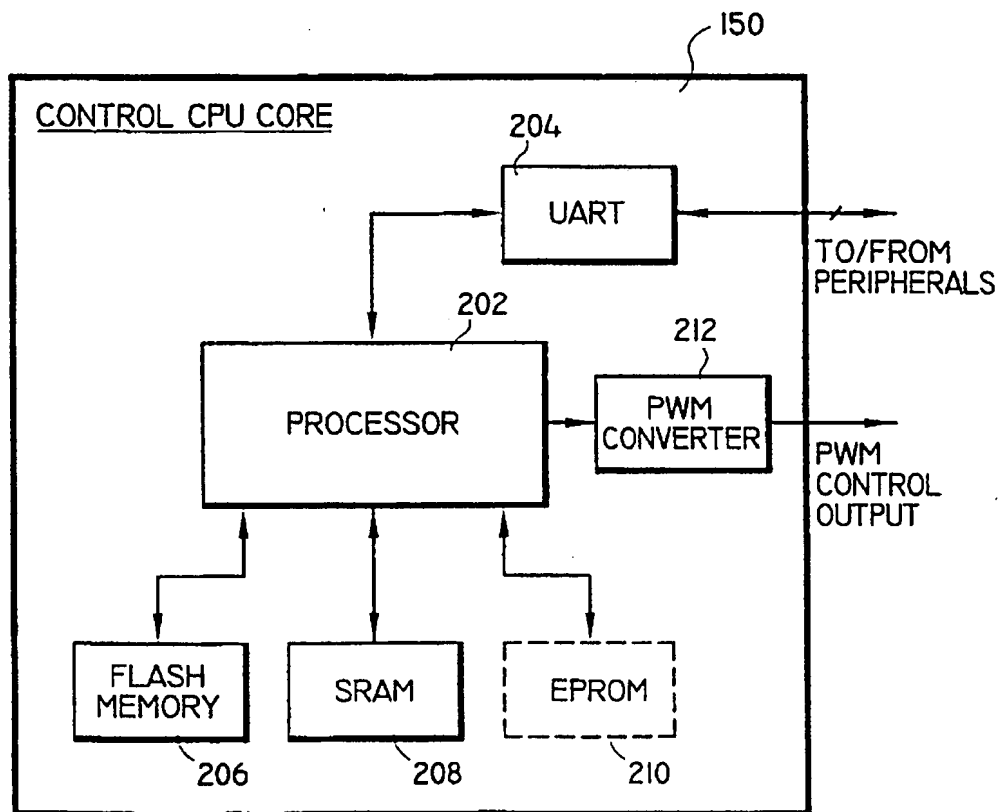 150
CONTROL CPU CORE
204
UART
TO/FROM
PERIPHERALS
202
PROCESSOR
212
PWM
CONVERTER
PWM
CONTROL
OUTPUT
FLASH
MEMORY
SRAM
EPROM
206
208
210